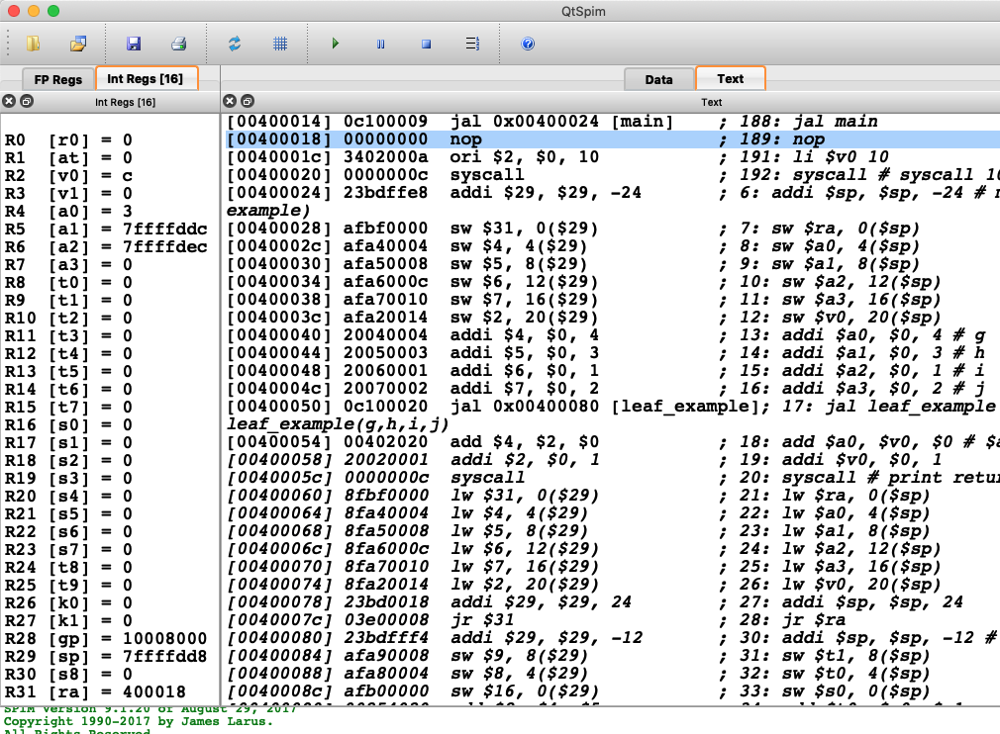 QtSpim
FP Regs Int Regs [16] Data Text
Int Regs [16] Text
R0 [r0] = 0
R1 [at] = 0
R2 [v0] = c
R3 [v1] = 0
R4 [a0] = 3
R5 [a1] = 7ffffddc
R6 [a2] = 7ffffdec
R7 [a3] = 0
R8 [t0] = 0
R9 [t1] = 0
R10 [t2] = 0
R11 [t3] = 0
R12 [t4] = 0
R13 [t5] = 0
R14 [t6] = 0
R15 [t7] = 0
R16 [s0] = 0
R17 [s1] = 0
R18 [s2] = 0
R19 [s3] = 0
R20 [s4] = 0
R21 [s5] = 0
R22 [s6] = 0
R23 [s7] = 0
R24 [t8] = 0
R25 [t9] = 0
R26 [k0] = 0
R27 [k1] = 0
R28 [gp] = 10008000
R29 [sp] = 7ffffdd8
R30 [s8] = 0
R31 [ra] = 400018
[00400014] 0c100009 jal 0x00400024 [main] ; 188: jal main
[00400018] 00000000 nop ; 189: nop
[0040001c] 3402000a ori $2, $0, 10 ; 191: li $v0 10
[00400020] 0000000c syscall ; 192: syscall # syscall 10
[00400024] 23bdffe8 addi $29, $29, -24 ; 6: addi $sp, $sp, -24 #
example)
[00400028] afbf0000 sw $31, 0($29) ; 7: sw $ra, 0($sp)
[0040002c] afa40004 sw $4, 4($29) ; 8: sw $a0, 4($sp)
[00400030] afa50008 sw $5, 8($29) ; 9: sw $a1, 8($sp)
[00400034] afa6000c sw $6, 12($29) ; 10: sw $a2, 12($sp)
[00400038] afa70010 sw $7, 16($29) ; 11: sw $a3, 16($sp)
[0040003c] afa20014 sw $2, 20($29) ; 12: sw $v0, 20($sp)
[00400040] 20040004 addi $4, $0, 4 ; 13: addi $a0, $0, 4 # g
[00400044] 20050003 addi $5, $0, 3 ; 14: addi $a1, $0, 3 # h
[00400048] 20060001 addi $6, $0, 1 ; 15: addi $a2, $0, 1 # i
[0040004c] 20070002 addi $7, $0, 2 ; 16: addi $a3, $0, 2 # j
[00400050] 0c100020 jal 0x00400080 [leaf_example]; 17: jal leaf_example
leaf_example(g,h,i,j)
[00400054] 00402020 add $4, $2, $0 ; 18: add $a0, $v0, $0 #
[00400058] 20020001 addi $2, $0, 1 ; 19: addi $v0, $0, 1
[0040005c] 0000000c syscall ; 20: syscall # print retur
[00400060] 8fbf0000 lw $31, 0($29) ; 21: lw $ra, 0($sp)
[00400064] 8fa40004 lw $4, 4($29) ; 22: lw $a0, 4($sp)
[00400068] 8fa50008 lw $5, 8($29) ; 23: lw $a1, 8($sp)
[0040006c] 8fa6000c lw $6, 12($29) ; 24: lw $a2, 12($sp)
[00400070] 8fa70010 lw $7, 16($29) ; 25: lw $a3, 16($sp)
[00400074] 8fa20014 lw $2, 20($29) ; 26: lw $v0, 20($sp)
[00400078] 23bd0018 addi $29, $29, 24 ; 27: addi $sp, $sp, 24
[0040007c] 03e00008 jr $31 ; 28: jr $ra
[00400080] 23bdfff4 addi $29, $29, -12 ; 30: addi $sp, $sp, -12 #
[00400084] afa90008 sw $9, 8($29) ; 31: sw $t1, 8($sp)
[00400088] afa80004 sw $8, 4($29) ; 32: sw $t0, 4($sp)
[0040008c] afb00000 sw $16, 0($29) ; 33: sw $s0, 0($sp)
SPIM Version 9.1.20 of August 29, 2017
Copyright 1990-2017 by James Larus.
All Rights Reserved